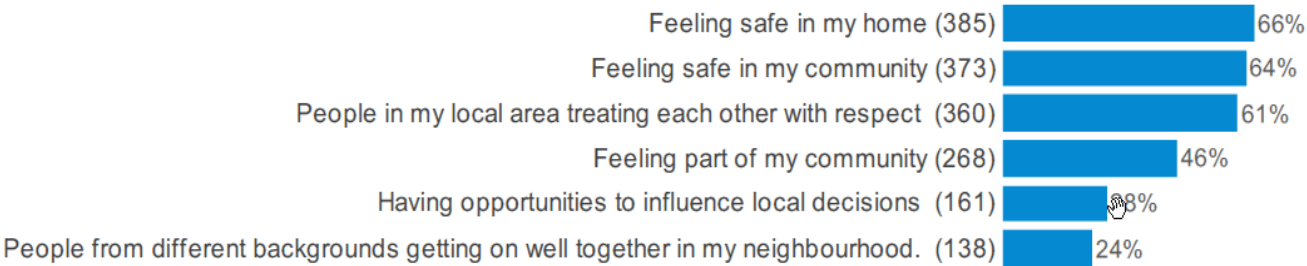 Feeling safe in my home (385) 66%
Feeling safe in my community (373) 64%
People in my local area treating each other with respect (360) 61%
Feeling part of my community (268) 46%
Having opportunities to influence local decisions (161)
People from different backgrounds getting on well together in my neighbourhood. (138) 24%